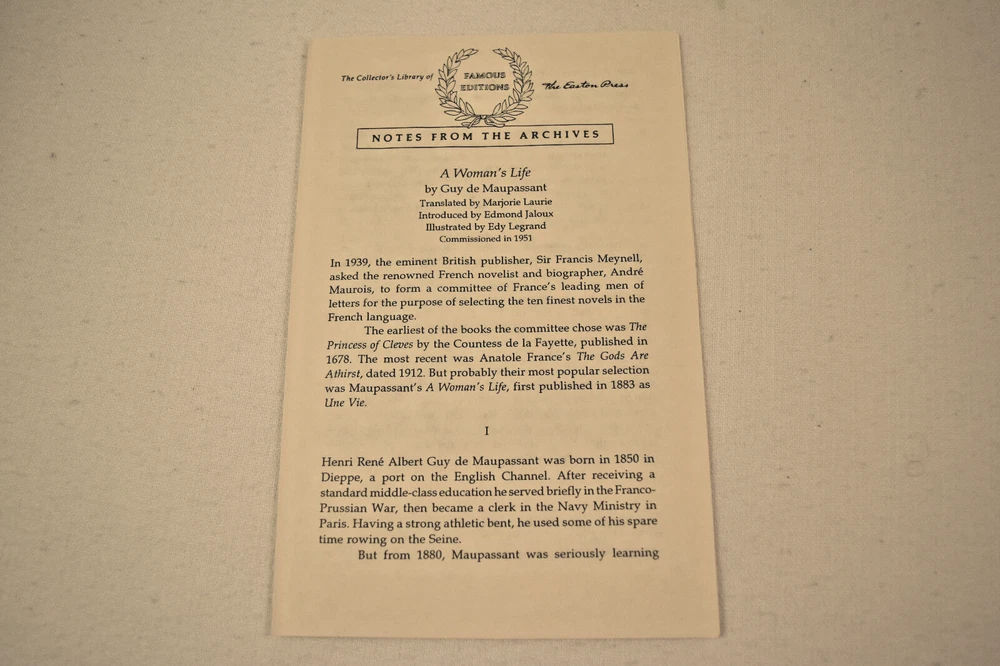 The Collector's Library of
FAMOUS
EDITIONS
The Easton Press
NOTES FROM THE ARCHIVES
A Woman's Life
by Guy de Maupassant
Translated by Marjorie Laurie
Introduced by Edmond Jaloux
Illustrated by Edy Legrand
Commissioned in 1951
In 1939, the eminent British publisher, Sir Francis Meynell,
asked the renowned French novelist and biographer, André
Maurois, to form a committee of France's leading men of
letters for the purpose of selecting the ten finest novels in the
French language.
The earliest of the books the committee chose was The
Princess of Cleves by the Countess de la Fayette, published in
1678. The most recent was Anatole France's The Gods Are
Athirst, dated 1912. But probably their most popular selection
was Maupassant's A Woman's Life, first published in 1883 as
Une Vie.
I
Henri René Albert Guy de Maupassant was born in 1850 in
Dieppe, a port on the English Channel. After receiving a
standard middle-class education he served briefly in the Franco-
Prussian War, then became a clerk in the Navy Ministry in
Paris. Having a strong athletic bent, he used some of his spare
time rowing on the Seine.
But from 1880, Maupassant was seriously learning